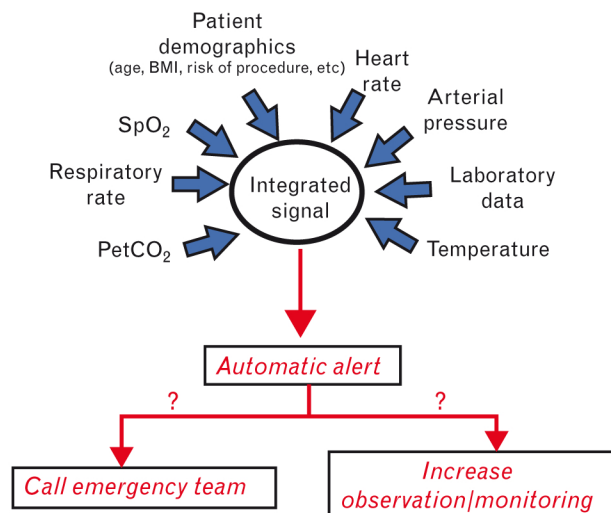 Patient
demographics
(age, BMI, risk of procedure, etc)
Heart
rate
SpO₂
Arterial
pressure
Respiratory
rate
Integrated
signal
Laboratory
data
PetCO₂
Temperature
Automatic alert
?
?
Call emergency team
Increase
observation/monitoring